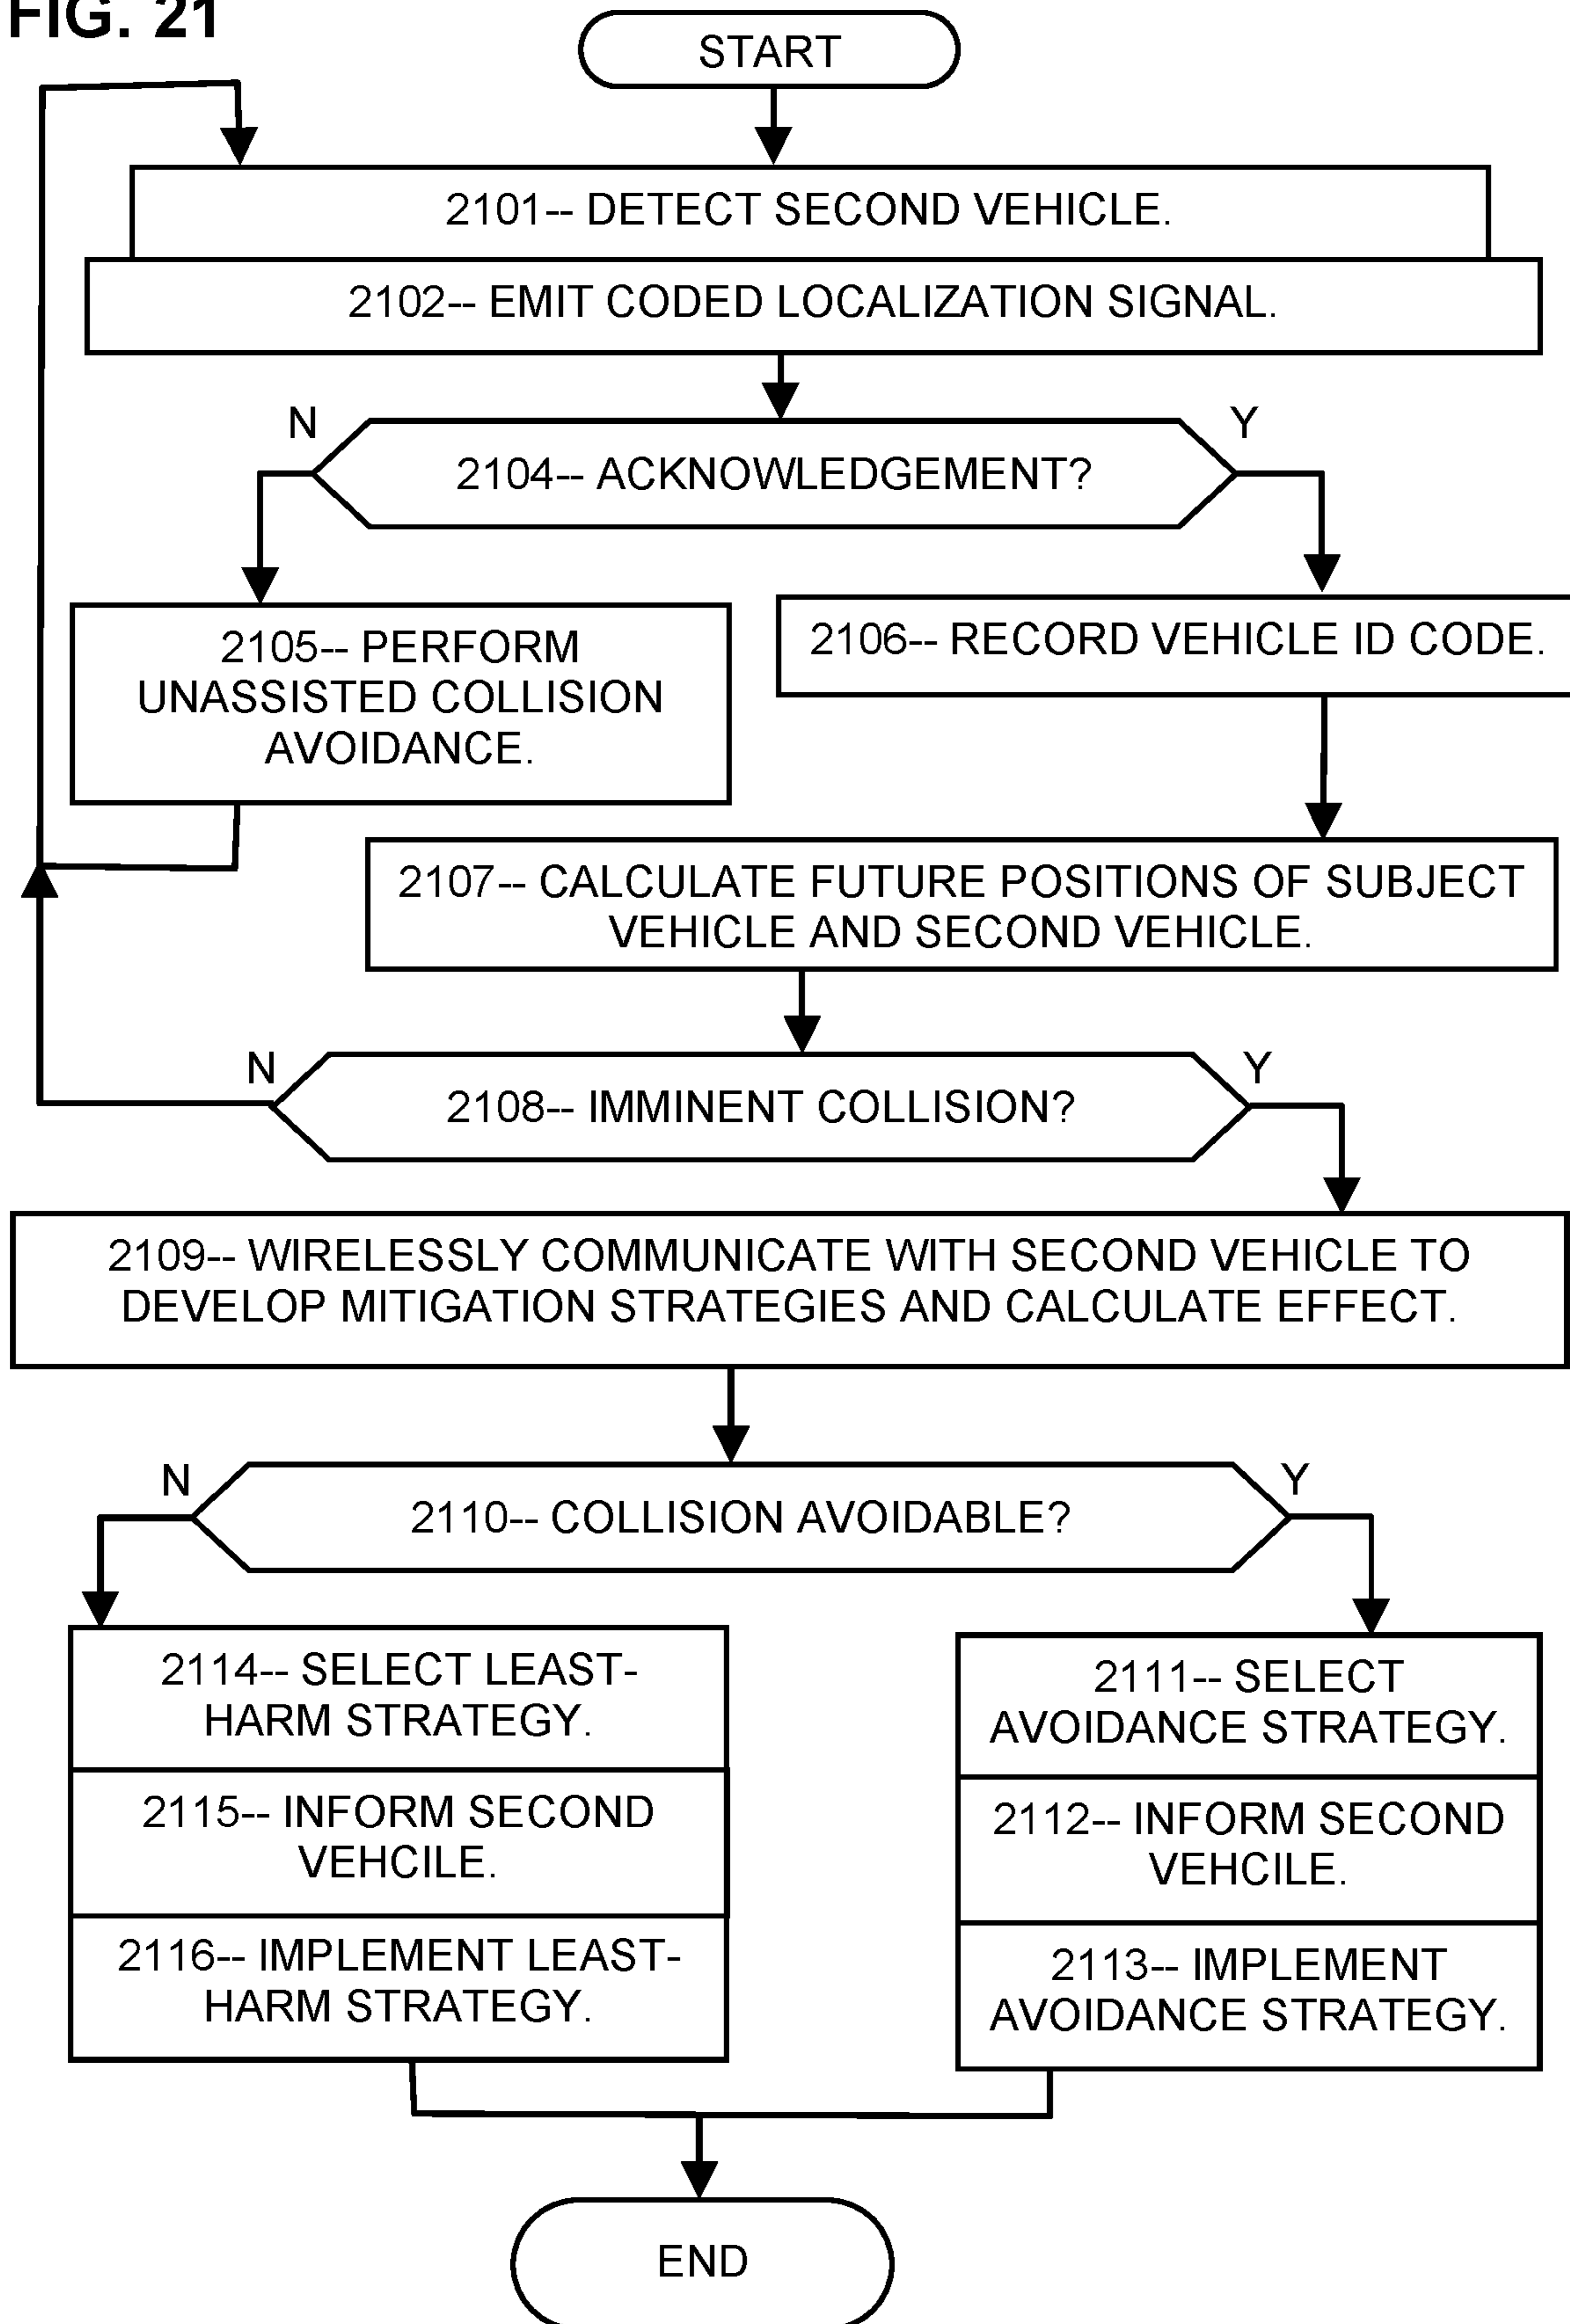 FIG. 21
START
2101-- DETECT SECOND VEHICLE.
2102-- EMIT CODED LOCALIZATION SIGNAL.
N
Y
2104-- ACKNOWLEDGEMENT?
2105-- PERFORM
UNASSISTED COLLISION
AVOIDANCE.
2106-- RECORD VEHICLE ID CODE.
2107-- CALCULATE FUTURE POSITIONS OF SUBJECT
VEHICLE AND SECOND VEHICLE.
N
Y
2108-- IMMINENT COLLISION?
2109-- WIRELESSLY COMMUNICATE WITH SECOND VEHICLE TO
DEVELOP MITIGATION STRATEGIES AND CALCULATE EFFECT.
N
Y
2110-- COLLISION AVOIDABLE?
2114-- SELECT LEAST-
HARM STRATEGY.
2115-- INFORM SECOND
VEHCILE.
2116-- IMPLEMENT LEAST-
HARM STRATEGY.
2111-- SELECT
AVOIDANCE STRATEGY.
2112-- INFORM SECOND
VEHCILE.
2113-- IMPLEMENT
AVOIDANCE STRATEGY.
END